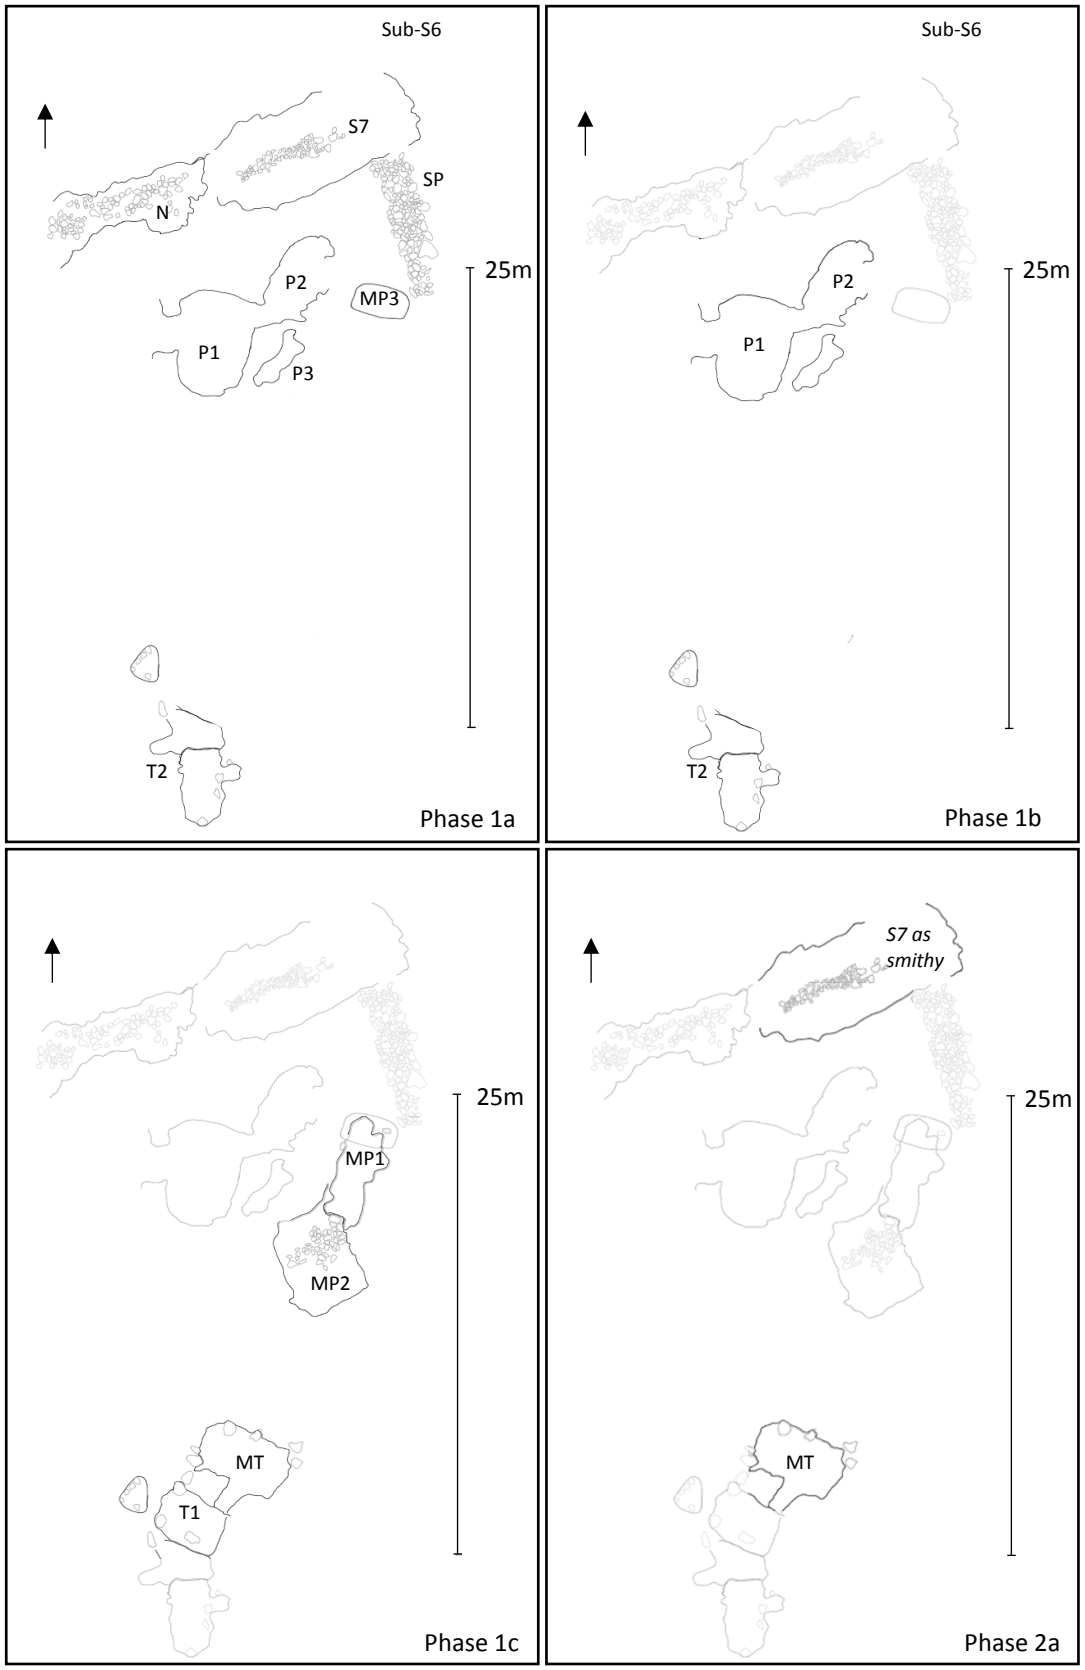 Sub-S6
S7
SP
N
P2
MP3
25m
P1
P3
T2
Phase 1a
Sub-S6
25m
P2
P1
T2
Phase 1b
25m
MP1
MP2
MT
T1
Phase 1c
S7 as
smithy
25m
MT
Phase 2a